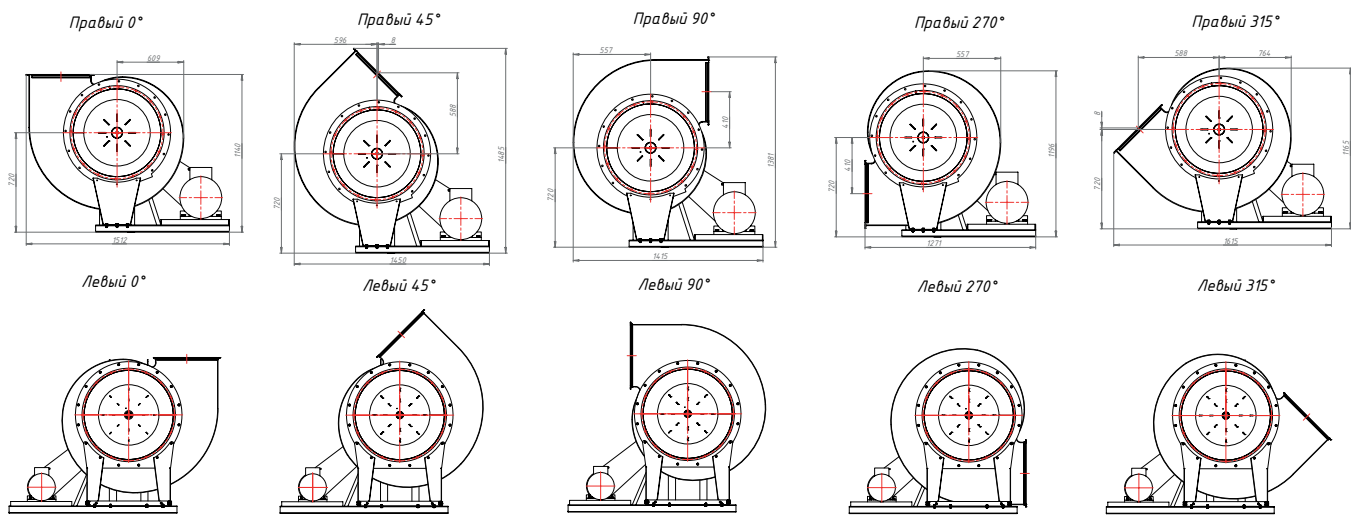 Правый 0°
Правый 45°
Правый 90°
Правый 270°
Правый 315°
609
720
1140
1512
596
8
588
720
1485
1450
557
410
720
1381
1415
557
410
720
1196
1271
588
764
8
720
1165
1615
Левый 0°
Левый 45°
Левый 90°
Левый 270°
Левый 315°